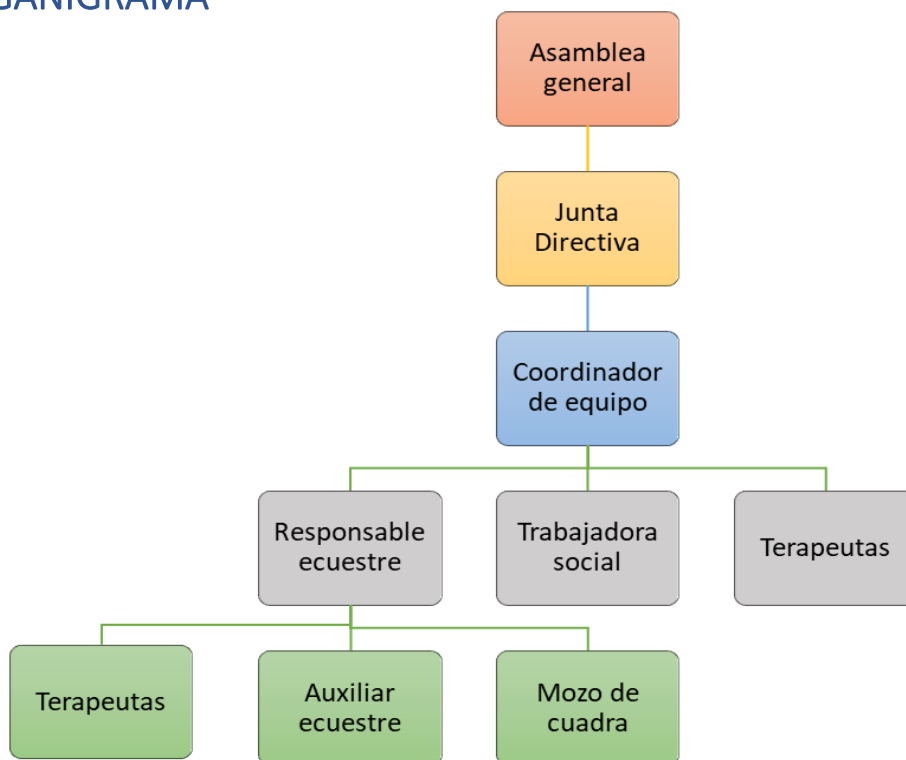 GANIGRAMA
Asamblea
general
Junta
Directiva
Coordinador
de equipo
Responsable
ecuestre
Trabajadora
social
Terapeutas
Terapeutas
Auxiliar
ecuestre
Mozo de
cuadra